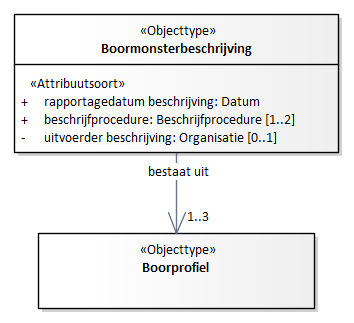 «Objecttype»
Boormonsterbeschrijving
«Attribuutsoort»
+ rapportagedatum beschrijving: Datum
+ beschrijfprocedure: Beschrijfprocedure [1..2]
- uitvoerder beschrijving: Organisatie [0..1]
bestaat uit
1..3
«Objecttype»
Boorprofiel